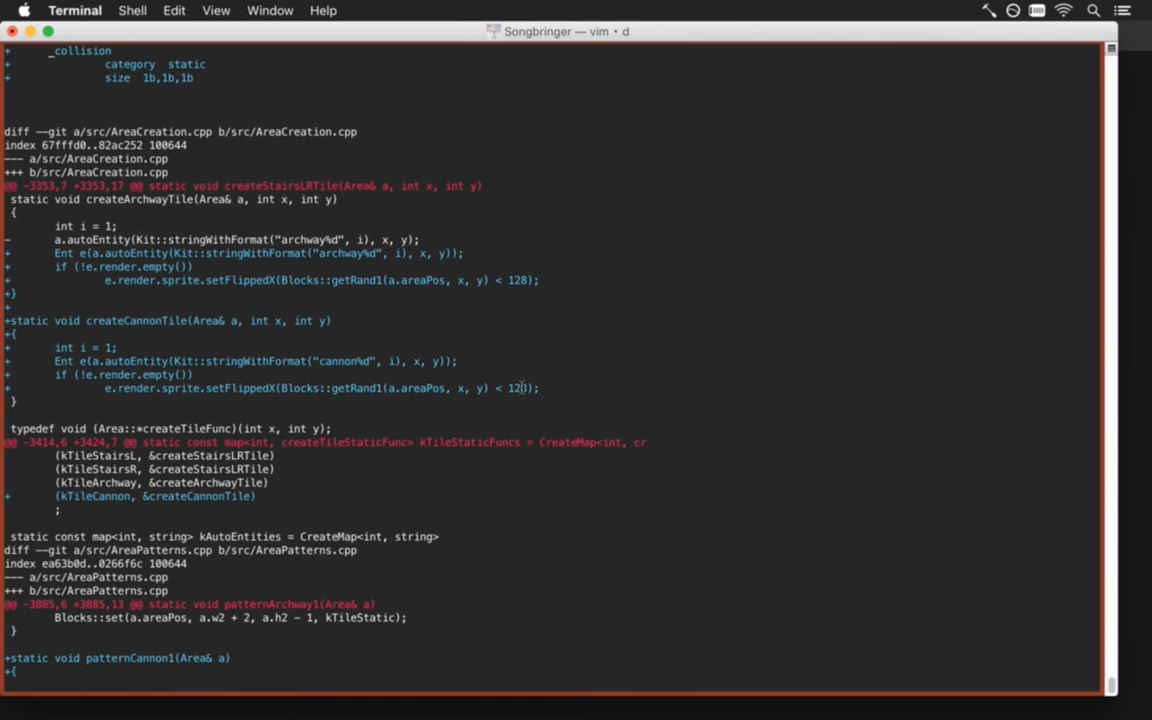 Terminal Shell Edit View Window Help
Songbringer — vim • d
+ _collision
+ category static
+ size 1b,1b,1b
diff --git a/src/AreaCreation.cpp b/src/AreaCreation.cpp
index 67fffd0..82ac252 100644
--- a/src/AreaCreation.cpp
+++ b/src/AreaCreation.cpp
@@ -3353,7 +3353,17 @@ static void createStairsLRTile(Area& a, int x, int y)
static void createArchwayTile(Area& a, int x, int y)
{
int i = 1;
- a.autoEntity(Kit::stringWithFormat("archway%d", i), x, y);
+ Ent e(a.autoEntity(Kit::stringWithFormat("archway%d", i), x, y));
+ if (!e.render.empty())
+ e.render.sprite.setFlippedX(Blocks::getRand1(a.areaPos, x, y) < 128);
+}
+
+static void createCannonTile(Area& a, int x, int y)
+{
+ int i = 1;
+ Ent e(a.autoEntity(Kit::stringWithFormat("cannon%d", i), x, y));
+ if (!e.render.empty())
+ e.render.sprite.setFlippedX(Blocks::getRand1(a.areaPos, x, y) < 128);
}
typedef void (Area::*createTileFunc)(int x, int y);
@@ -3414,6 +3424,7 @@ static const map<int, createTileStaticFunc> kTileStaticFuncs = CreateMap<int, cr
(kTileStairsL, &createStairsLRTile)
(kTileStairsR, &createStairsLRTile)
(kTileArchway, &createArchwayTile)
+ (kTileCannon, &createCannonTile)
;
static const map<int, string> kAutoEntities = CreateMap<int, string>
diff --git a/src/AreaPatterns.cpp b/src/AreaPatterns.cpp
index ea63b0d..0266f6c 100644
--- a/src/AreaPatterns.cpp
+++ b/src/AreaPatterns.cpp
@@ -3885,6 +3885,13 @@ static void patternArchway1(Area& a)
Blocks::set(a.areaPos, a.w2 + 2, a.h2 - 1, kTileStatic);
}
+static void patternCannon1(Area& a)
+{